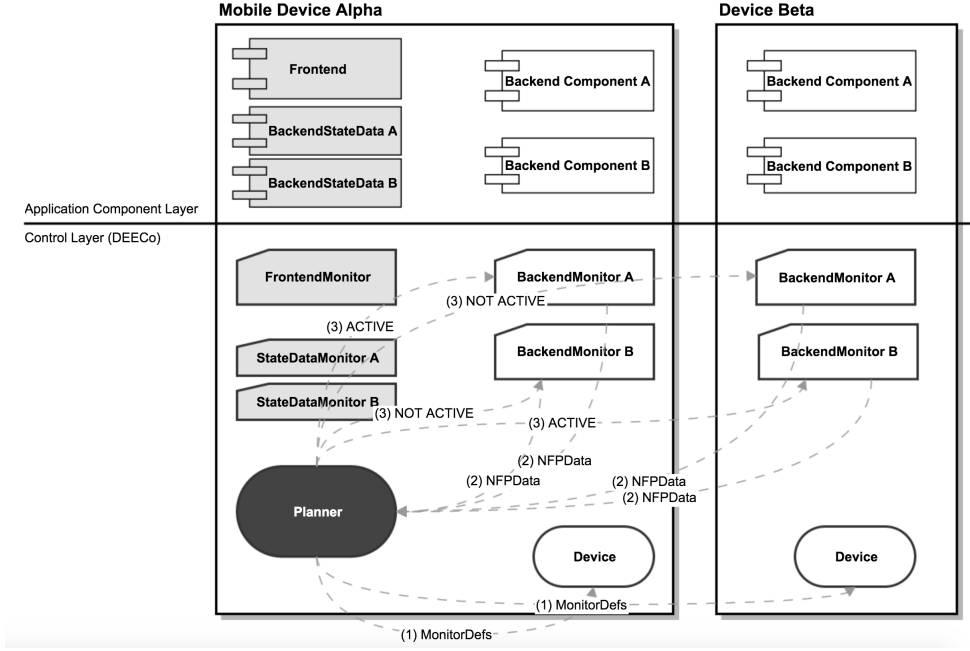 Mobile Device Alpha
Device Beta
Frontend
Backend Component A
Backend Component A
BackendStateData A
Backend Component B
Backend Component B
BackendStateData B
Application Component Layer
Control Layer (DEECo)
FrontendMonitor
BackendMonitor A
BackendMonitor A
(3) NOT ACTIVE
(3) ACTIVE
StateDataMonitor A
BackendMonitor B
BackendMonitor B
StateDataMonitor B
(3) NOT ACTIVE
(3) ACTIVE
(2) NFPData
(2) NFPData
(2) NFPData
(2) NFPData
Planner
Device
Device
(1) MonitorDefs
(1) MonitorDefs